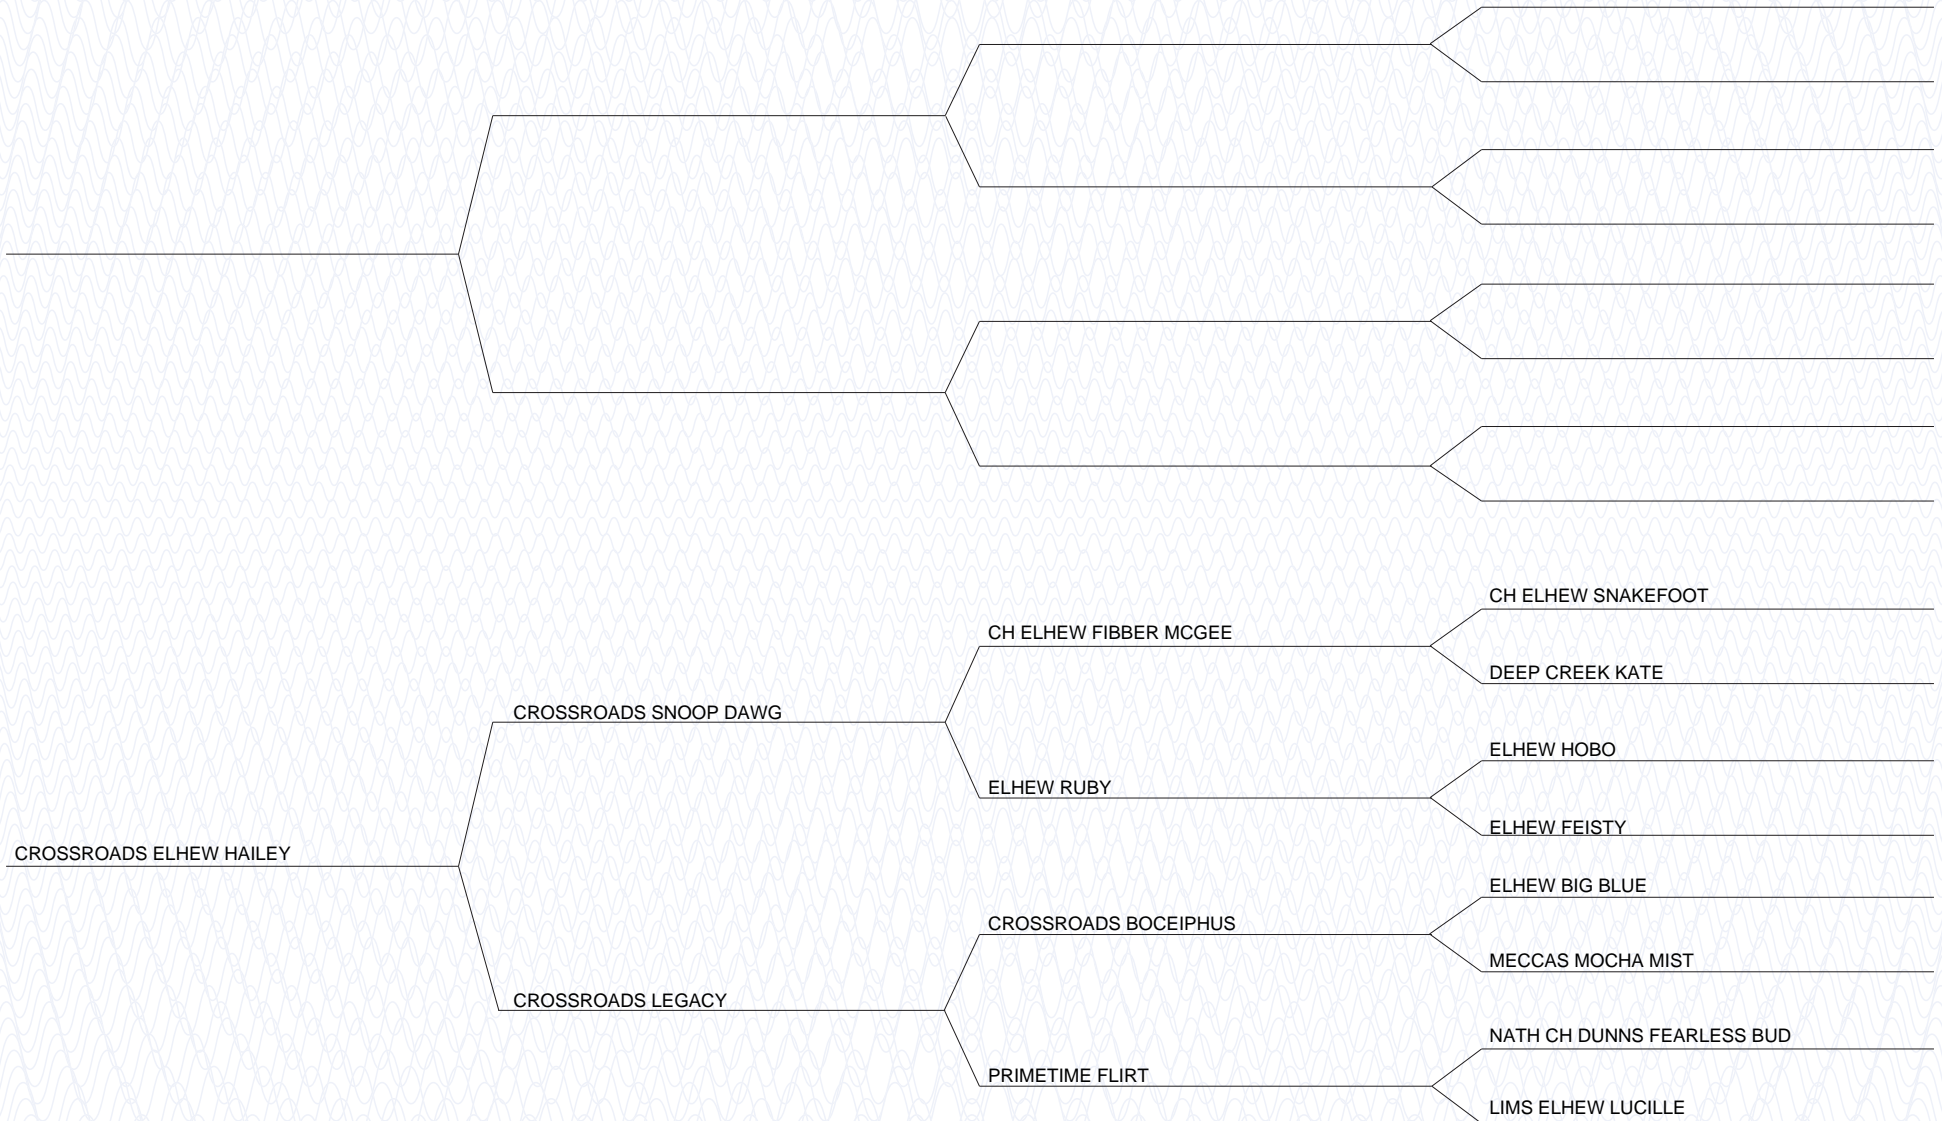 CH ELHEW SNAKEFOOT
CH ELHEW FIBBER MCGEE
DEEP CREEK KATE
CROSSROADS SNOOP DAWG
ELHEW HOBO
ELHEW RUBY
ELHEW FEISTY
CROSSROADS ELHEW HAILEY
ELHEW BIG BLUE
CROSSROADS BOCEIPHUS
MECCAS MOCHA MIST
CROSSROADS LEGACY
NATH CH DUNNS FEARLESS BUD
PRIMETIME FLIRT
LIMS ELHEW LUCILLE